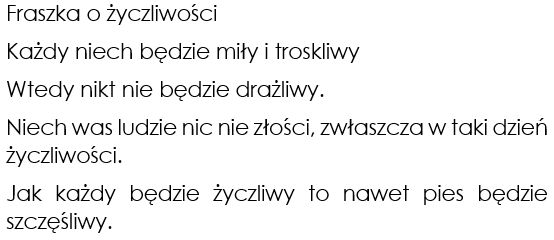 Fraszka o życzliwości
Każdy niech będzie miły i troskliwy
Wtedy nikt nie będzie drażliwy.
Niech was ludzie nic nie złości, zwłaszcza w taki dzień
życzliwości.
Jak każdy będzie życzliwy to nawet pies będzie
szczęśliwy.